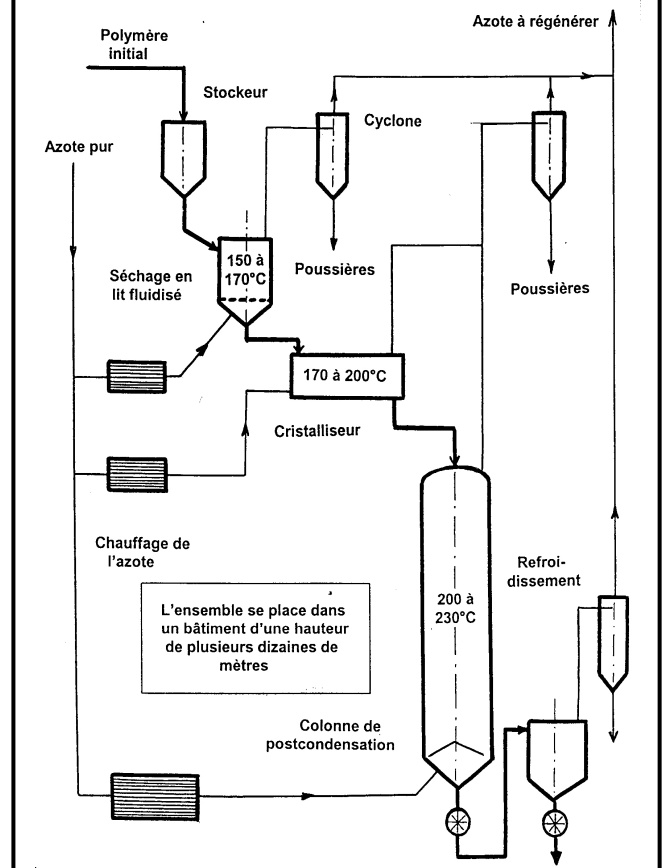 Azote à régénérer
Polymère
initial
Stockeur
Cyclone
Azote pur
150 à
170°C
Séchage en
lit fluidisé
Poussières
Poussières
170 à 200°C
Cristalliseur
Chauffage de
l'azote
Refroi-
dissement
L'ensemble se place dans
un bâtiment d'une hauteur
de plusieurs dizaines de
mètres
200 à
230°C
Colonne de
postcondensation